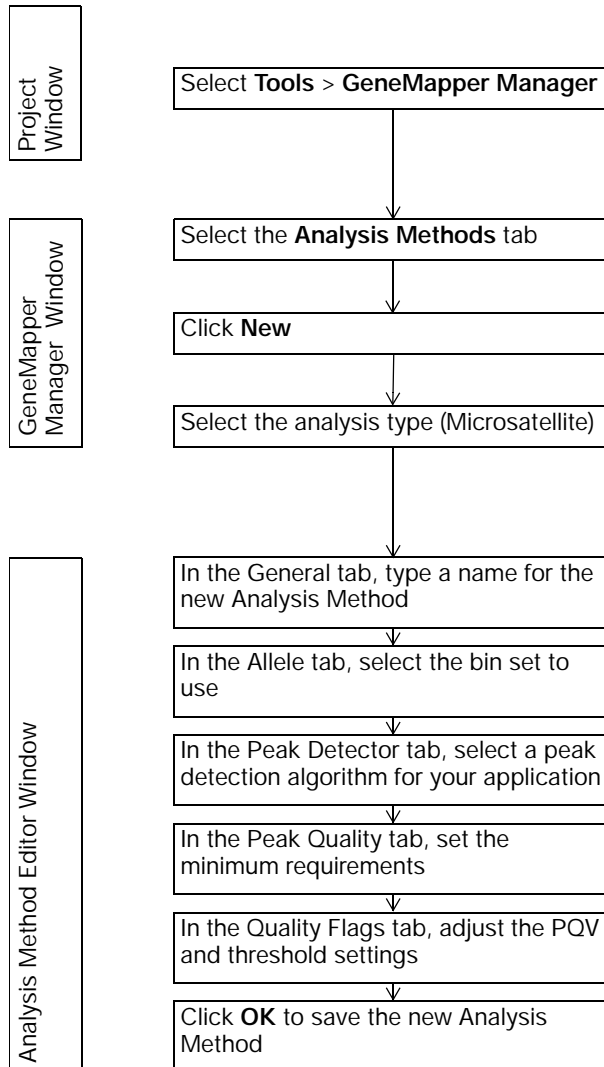 Project
Window
Select Tools > GeneMapper Manager
GeneMapper
Manager Window
Select the Analysis Methods tab
Click New
Select the analysis type (Microsatellite)
Analysis Method Editor Window
In the General tab, type a name for the
new Analysis Method
In the Allele tab, select the bin set to
use
In the Peak Detector tab, select a peak
detection algorithm for your application
In the Peak Quality tab, set the
minimum requirements
In the Quality Flags tab, adjust the PQV
and threshold settings
Click OK to save the new Analysis
Method